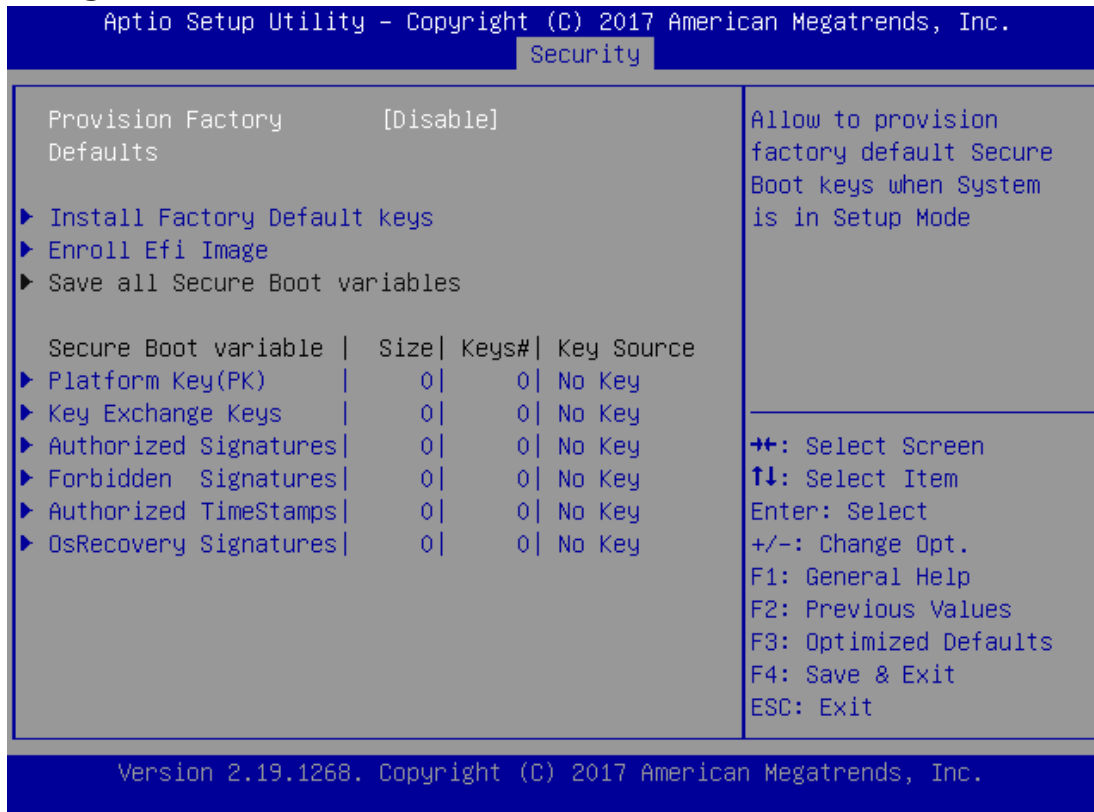 Aptio Setup Utility – Copyright (C) 2017 American Megatrends, Inc.
Security
Provision Factory [Disable]
Defaults
▶ Install Factory Default keys
▶ Enroll Efi Image
▶ Save all Secure Boot variables
Secure Boot variable | Size| Keys#| Key Source
▶ Platform Key(PK) | 0| 0| No Key
▶ Key Exchange Keys | 0| 0| No Key
▶ Authorized Signatures| 0| 0| No Key
▶ Forbidden Signatures| 0| 0| No Key
▶ Authorized TimeStamps| 0| 0| No Key
▶ OsRecovery Signatures| 0| 0| No Key
Allow to provision
factory default Secure
Boot keys when System
is in Setup Mode
→←: Select Screen
↑↓: Select Item
Enter: Select
+/-: Change Opt.
F1: General Help
F2: Previous Values
F3: Optimized Defaults
F4: Save & Exit
ESC: Exit
Version 2.19.1268. Copyright (C) 2017 American Megatrends, Inc.